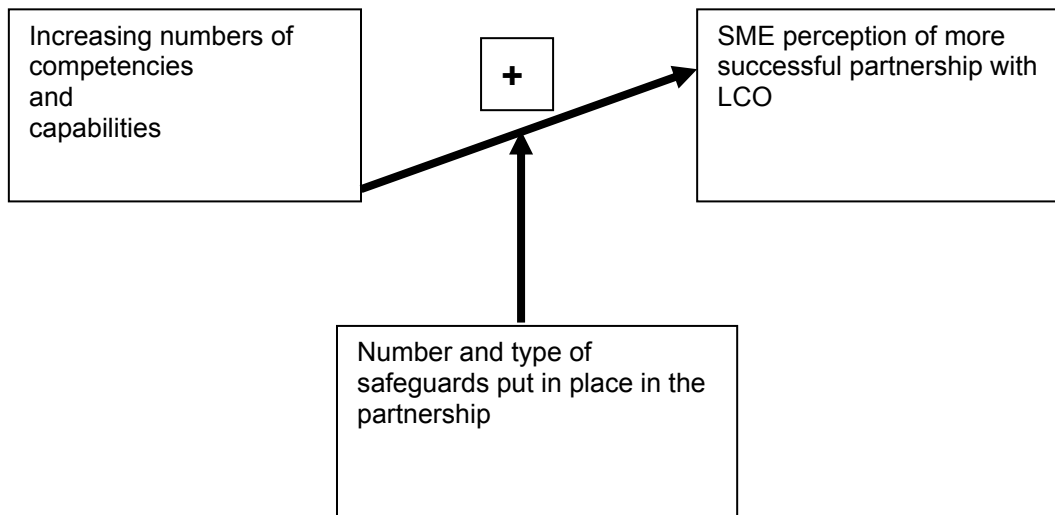 Increasing numbers of
competencies
and
capabilities
+
SME perception of more
successful partnership with
LCO
Number and type of
safeguards put in place in the
partnership